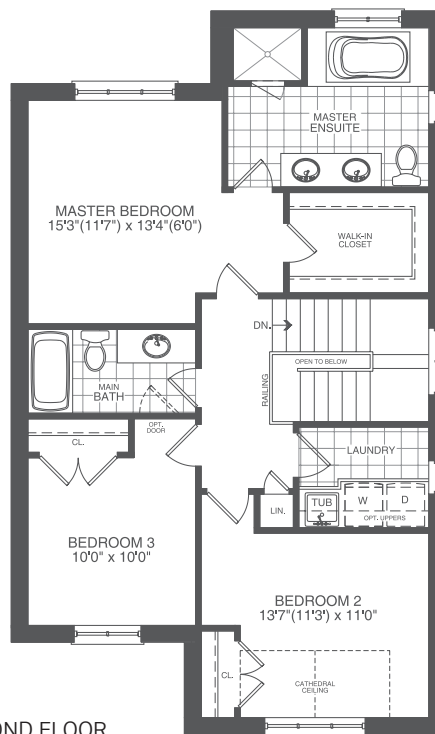 MASTER
ENSUITE
MASTER BEDROOM
15'3"(11'7") x 13'4"(6'0")
WALK-IN
CLOSET
DN.
OPEN TO BELOW
RAILING
MAIN
BATH
OPT.
DOOR
CL.
LAUNDRY
TUB
W
D
OPT. UPPERS
LIN.
BEDROOM 3
10'0" x 10'0"
BEDROOM 2
13'7"(11'3') x 11'0"
CL.
CATHEDRAL
CEILING
OND FLOOR